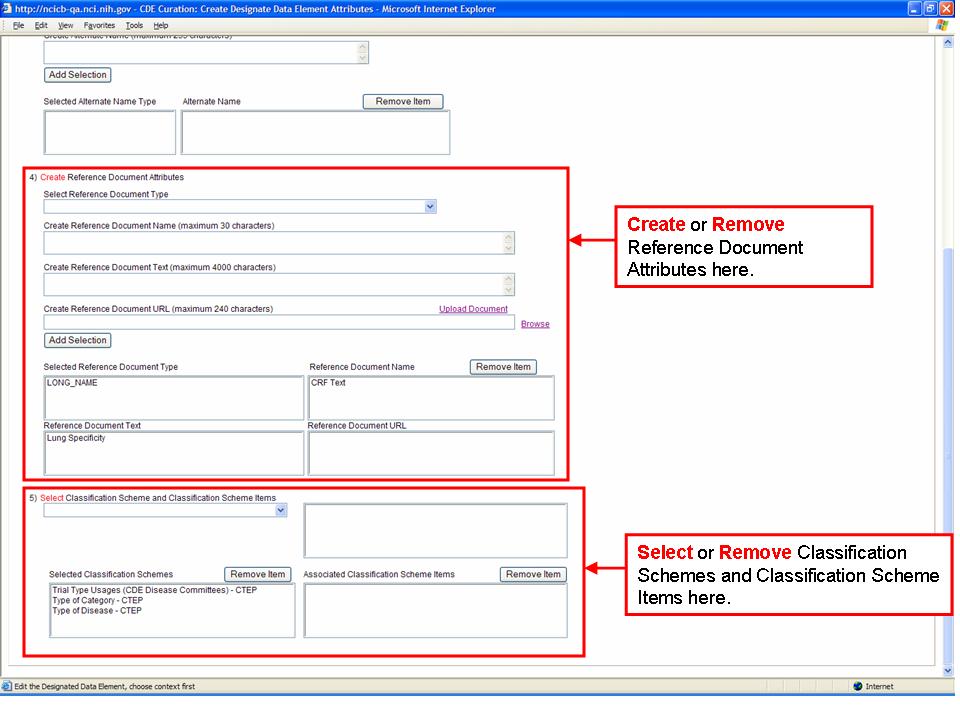 http://ncicb-qa.nci.nih.gov - CDE Curation: Create Designate Data Element Attributes - Microsoft Internet Explorer
File Edit View Favorites Tools Help
Create Alternate Name (maximum 255 characters)
Add Selection
Selected Alternate Name Type Alternate Name Remove Item
4) Create Reference Document Attributes
Select Reference Document Type
Create Reference Document Name (maximum 30 characters)
Create Reference Document Text (maximum 4000 characters)
Create Reference Document URL (maximum 240 characters) Upload Document
Browse
Add Selection
Selected Reference Document Type Reference Document Name Remove Item
LONG_NAME CRF Text
Reference Document Text Reference Document URL
Lung Specificity
Create or Remove
Reference Document
Attributes here.
5) Select Classification Scheme and Classification Scheme Items
Selected Classification Schemes Remove Item Associated Classification Scheme Items Remove Item
Trial Type Usages (CDE Disease Committees) - CTEP
Type of Category - CTEP
Type of Disease - CTEP
Select or Remove Classification
Schemes and Classification Scheme
Items here.
Edit the Designated Data Element, choose context first Internet